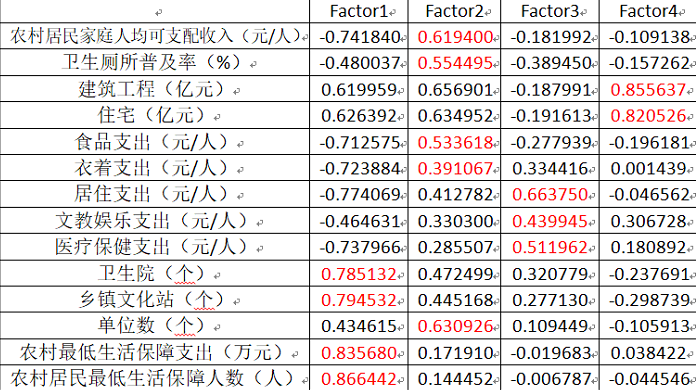 Factor1 Factor2 Factor3 Factor4
农村居民家庭人均可支配收入（元/人） -0.741840 0.619400 -0.181992 -0.109138
卫生厕所普及率（%） -0.480037 0.554495 -0.389450 -0.157262
建筑工程（亿元） 0.619959 0.656901 -0.187991 0.855637
住宅（亿元） 0.626392 0.634952 -0.191613 0.820526
食品支出（元/人） -0.712575 0.533618 -0.277939 -0.196181
衣着支出（元/人） -0.723884 0.391067 0.334416 0.001439
居住支出（元/人） -0.774069 0.412782 0.663750 -0.046562
文教娱乐支出（元/人） -0.464631 0.330300 0.439945 0.306728
医疗保健支出（元/人） -0.737966 0.285507 0.511962 0.180892
卫生院（个） 0.785132 0.472499 0.320779 -0.237691
乡镇文化站（个） 0.794532 0.445168 0.277130 -0.298739
单位数（个） 0.434615 0.630926 0.109449 -0.105913
农村最低生活保障支出（万元） 0.835680 0.171910 -0.019683 0.038422
农村居民最低生活保障人数（人） 0.866442 0.144452 -0.006787 -0.044546